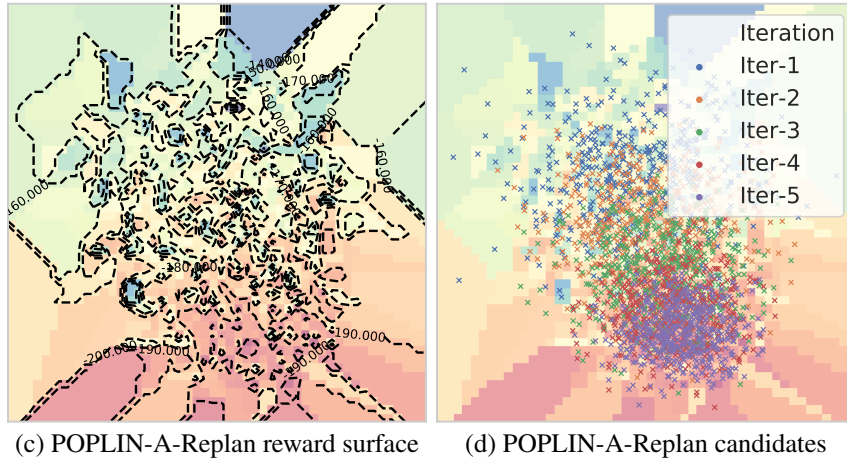 -140.000
-170.000
-160.000
-160.000
-160.000
-160.000
-180.000
-190.000
-200.000
-190.000
-190.000
Iteration
Iter-1
Iter-2
Iter-3
Iter-4
Iter-5
(c) POPLIN-A-Replan reward surface
(d) POPLIN-A-Replan candidates